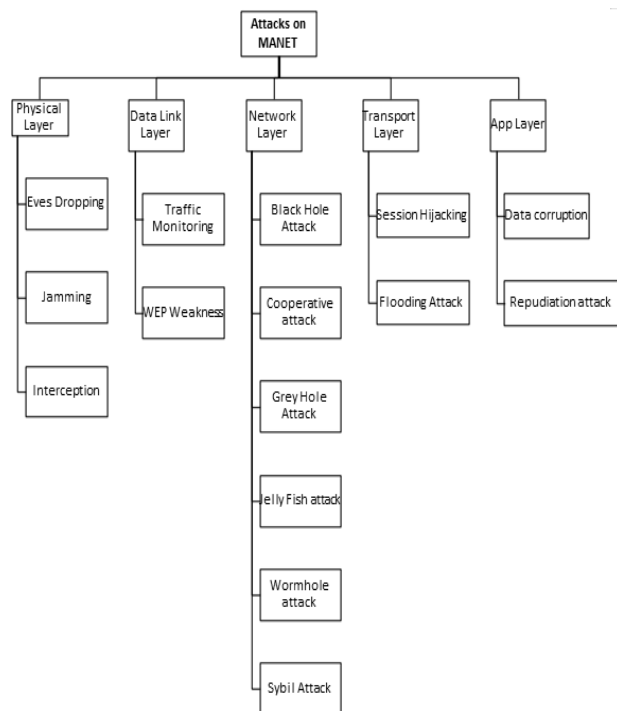 Attacks on
MANET
Physical
Layer
Data Link
Layer
Network
Layer
Transport
Layer
App Layer
Eves Dropping
Jamming
Interception
Traffic
Monitoring
WEP Weakness
Black Hole
Attack
Cooperative
attack
Grey Hole
Attack
Jelly Fish attack
Wormhole
attack
Sybil Attack
Session Hijacking
Flooding Attack
Data corruption
Repudiation attack